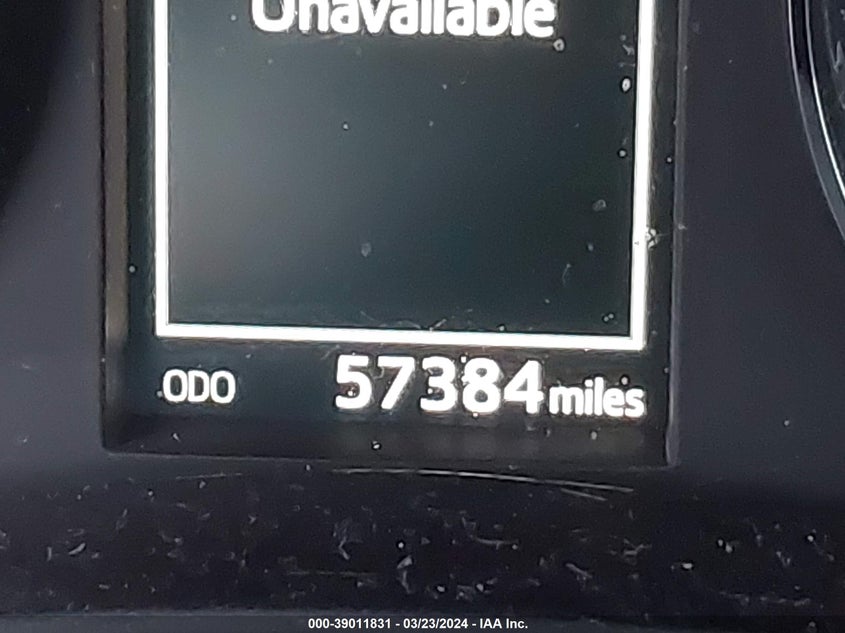 Unavailable
ODO 57384 miles
000-39011831 - 03/23/2024 - IAA Inc.